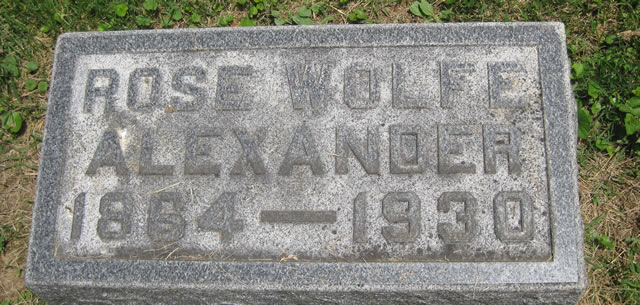 ROSE WOLFE
ALEXANDER
1864 — 1930